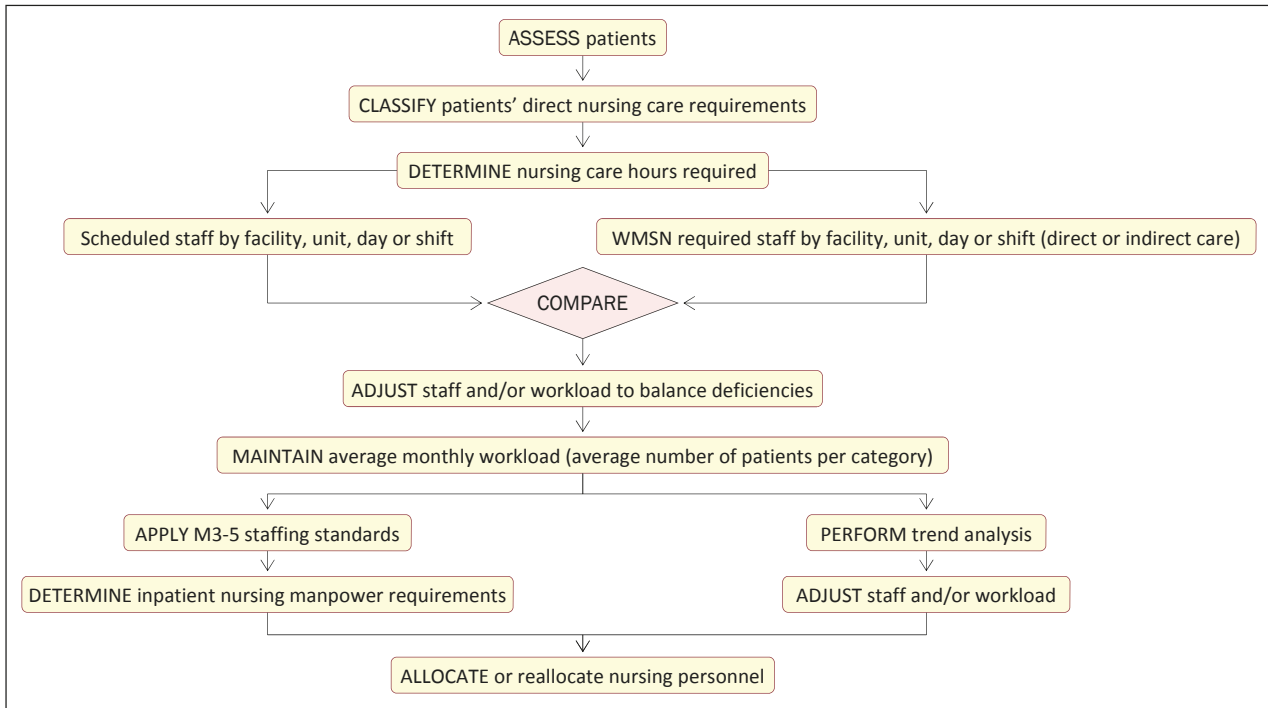 ASSESS patients
CLASSIFY patients’ direct nursing care requirements
DETERMINE nursing care hours required
Scheduled staff by facility, unit, day or shift
WMSN required staff by facility, unit, day or shift (direct or indirect care)
COMPARE
ADJUST staff and/or workload to balance deficiencies
MAINTAIN average monthly workload (average number of patients per category)
APPLY M3-5 staffing standards
PERFORM trend analysis
DETERMINE inpatient nursing manpower requirements
ADJUST staff and/or workload
ALLOCATE or reallocate nursing personnel